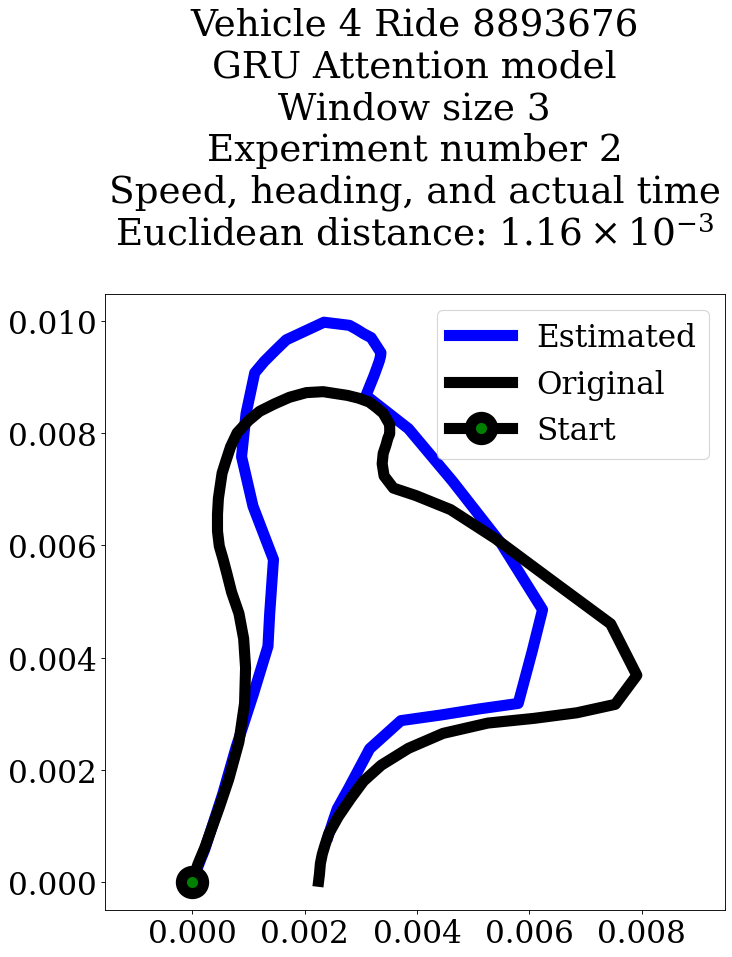 Vehicle 4 Ride 8893676
GRU Attention model
Window size 3
Experiment number 2
Speed, heading, and actual time
Euclidean distance: 1.16 × 10⁻³
Estimated
Original
Start
0.010
0.008
0.006
0.004
0.002
0.000
0.000 0.002 0.004 0.006 0.008